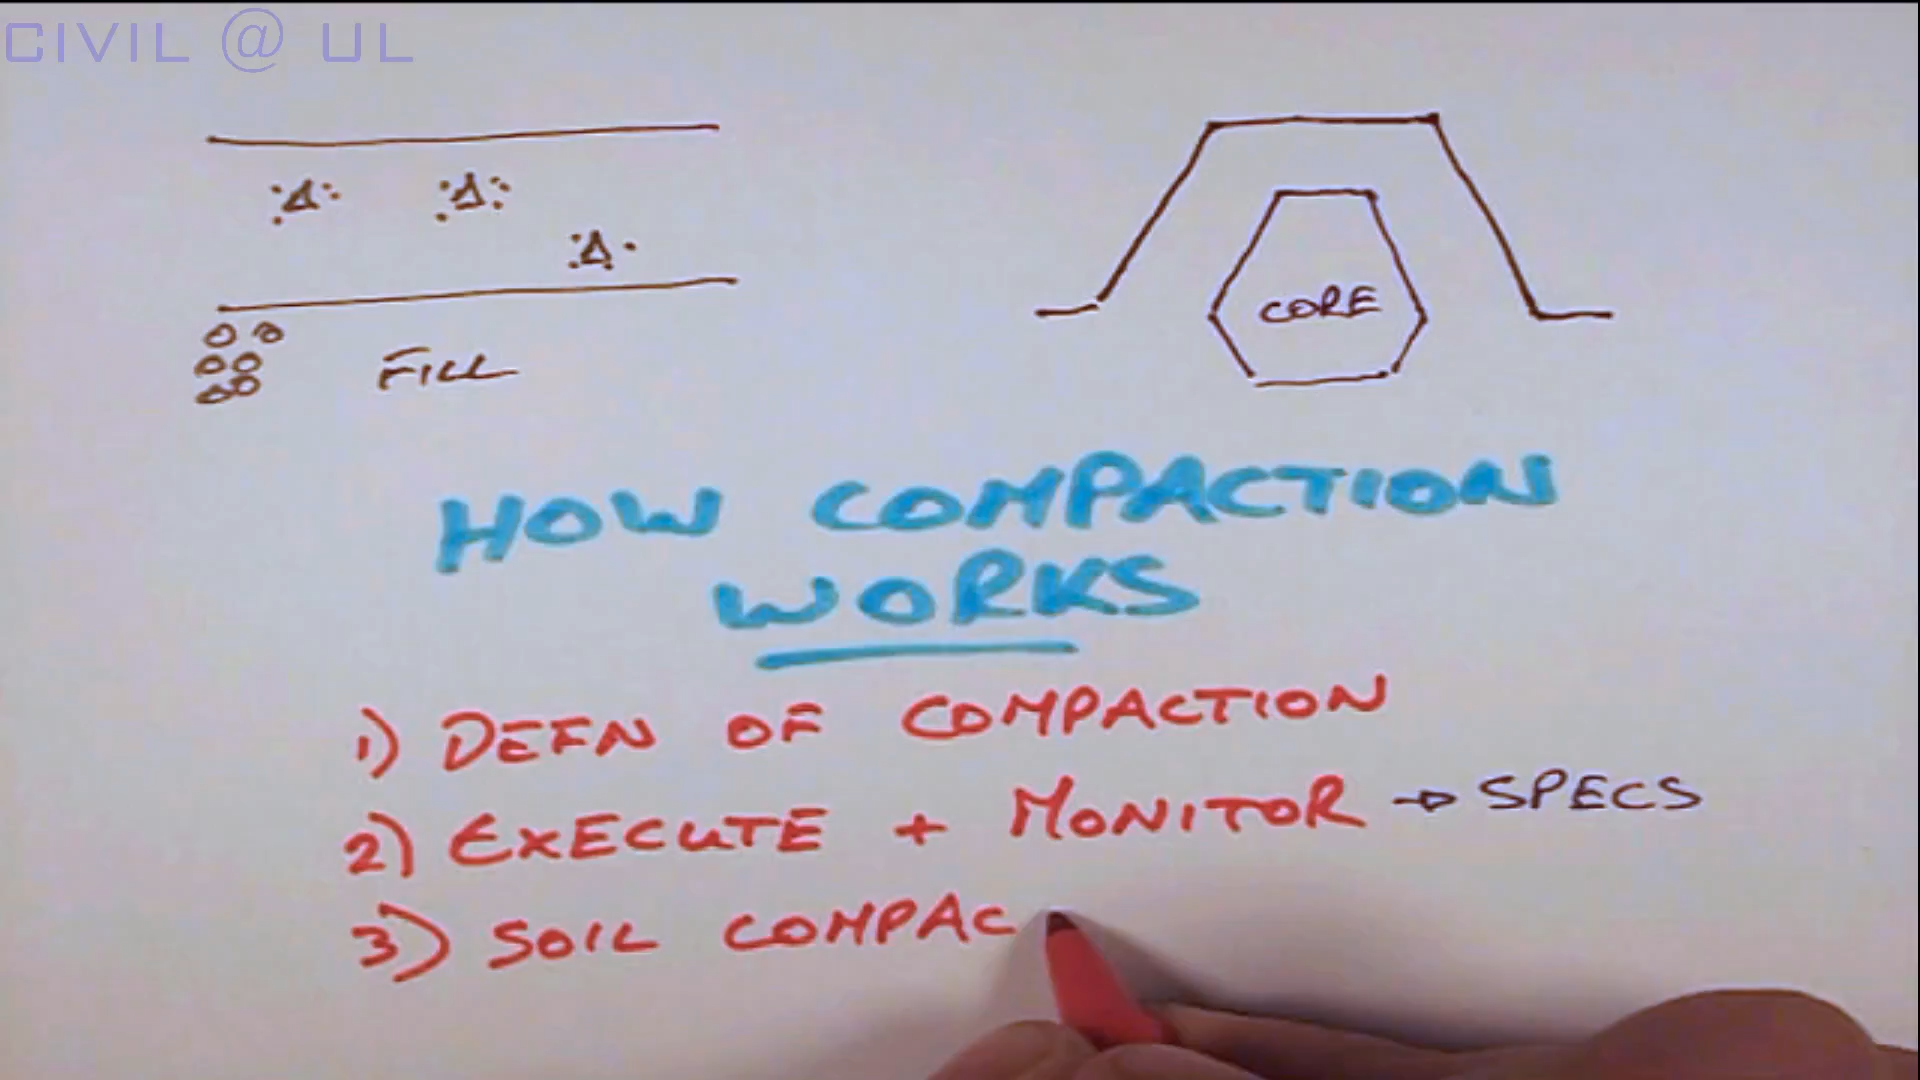 CIVIL @ UL
CORE
FILL
HOW COMPACTION
WORKS
1) DEFN OF COMPACTION
2) EXECUTE + MONITOR → SPECS
3) SOIL COMPAC